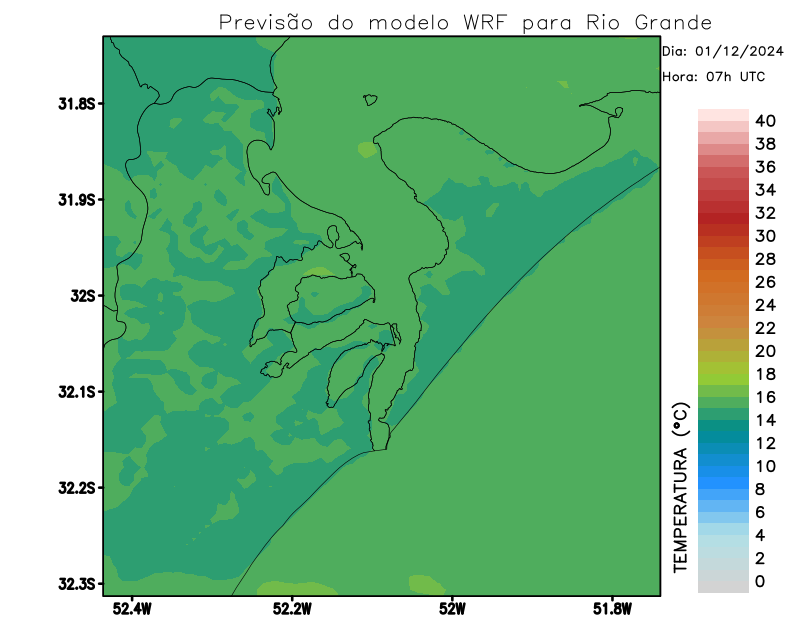 Previsão do modelo WRF para Rio Grande
Dia: 01/12/2024
Hora: 07h UTC
31.8S
31.9S
32S
32.1S
32.2S
32.3S
52.4W
52.2W
52W
51.8W
TEMPERATURA (°C)
40
38
36
34
32
30
28
26
24
22
20
18
16
14
12
10
8
6
4
2
0